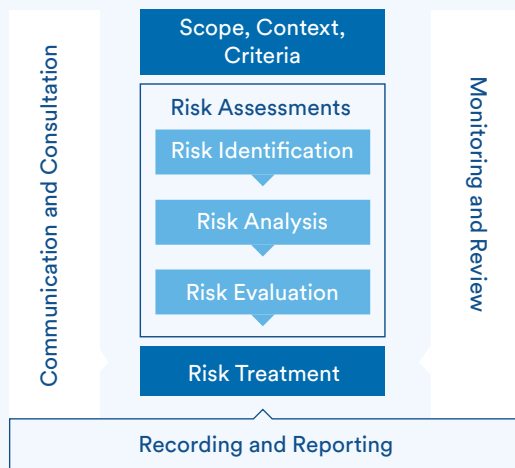 Scope, Context,
Criteria
Risk Assessments
Risk Identification
Risk Analysis
Risk Evaluation
Risk Treatment
Communication and Consultation
Monitoring and Review
Recording and Reporting